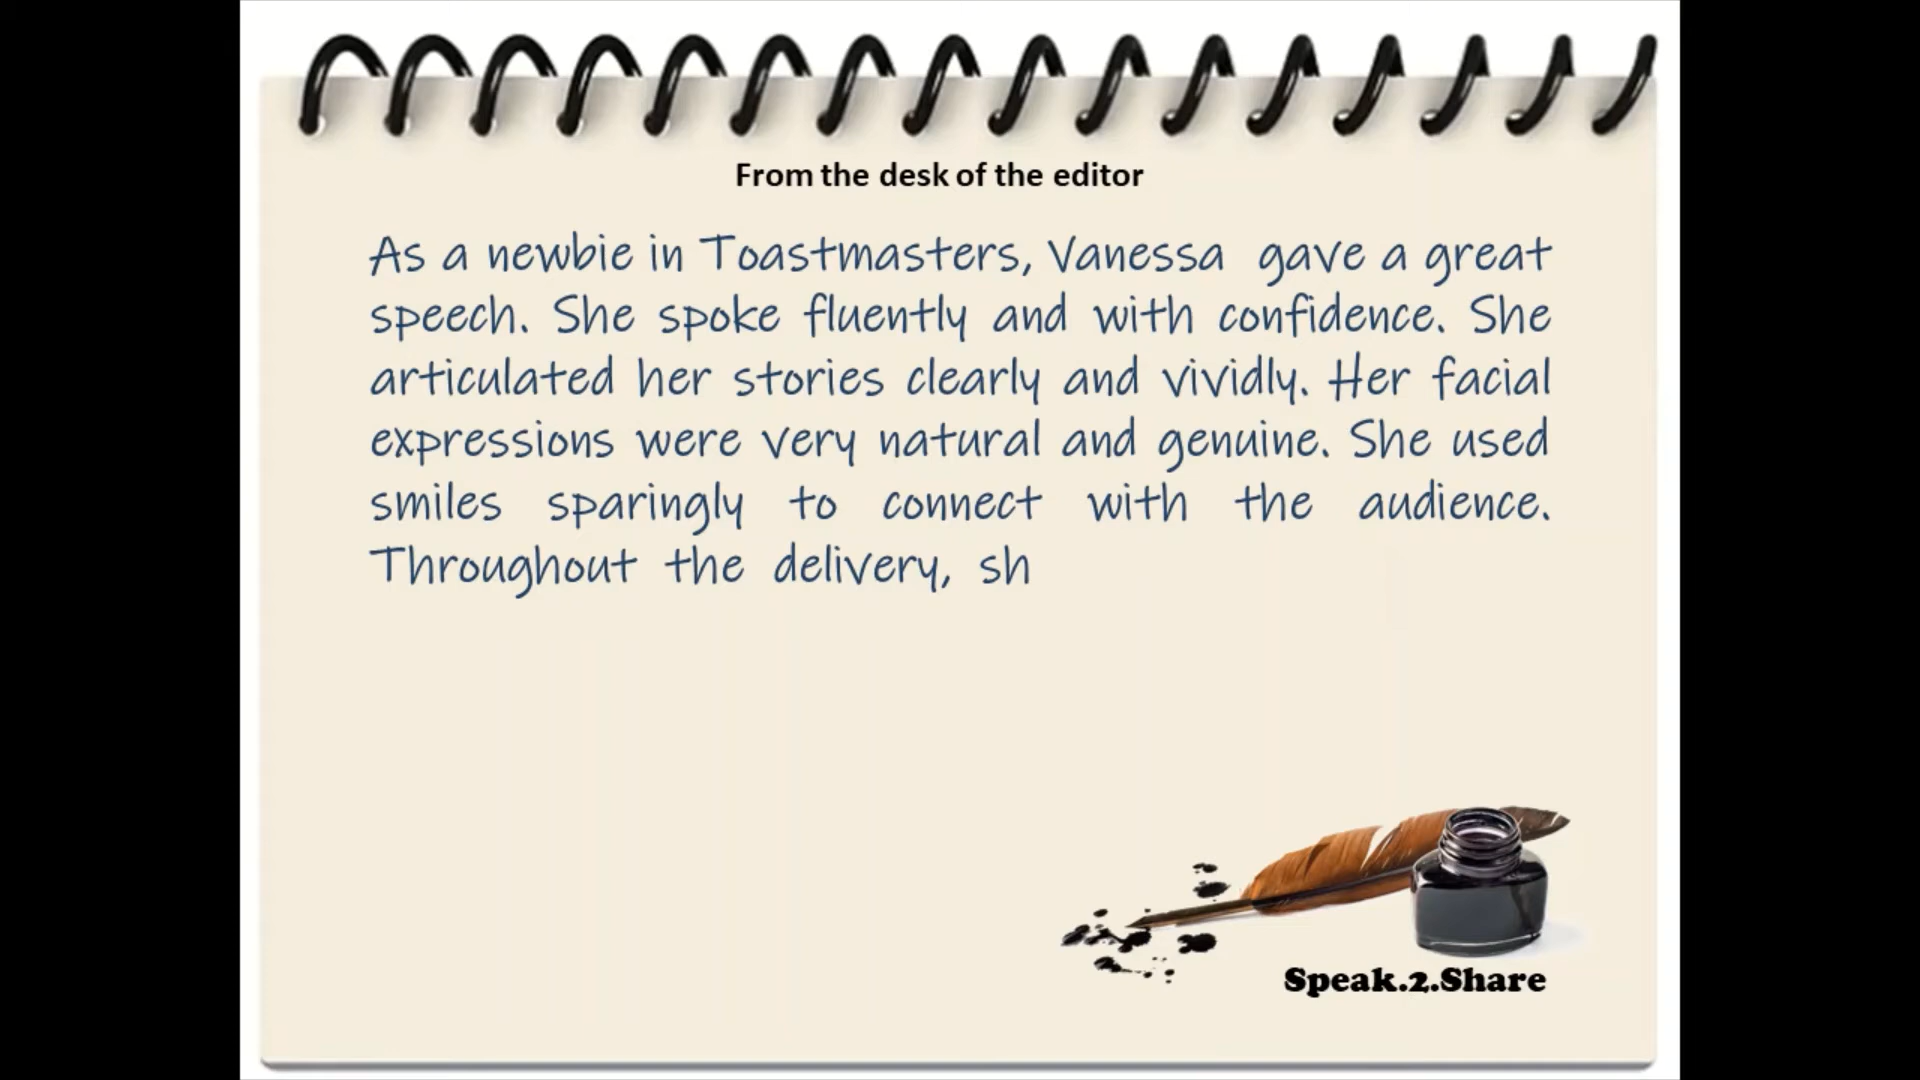 From the desk of the editor
As a newbie in Toastmasters, Vanessa gave a great
speech. She spoke fluently and with confidence. She
articulated her stories clearly and vividly. Her facial
expressions were very natural and genuine. She used
smiles sparingly to connect with the audience.
Throughout the delivery, sh
Speak.2.Share